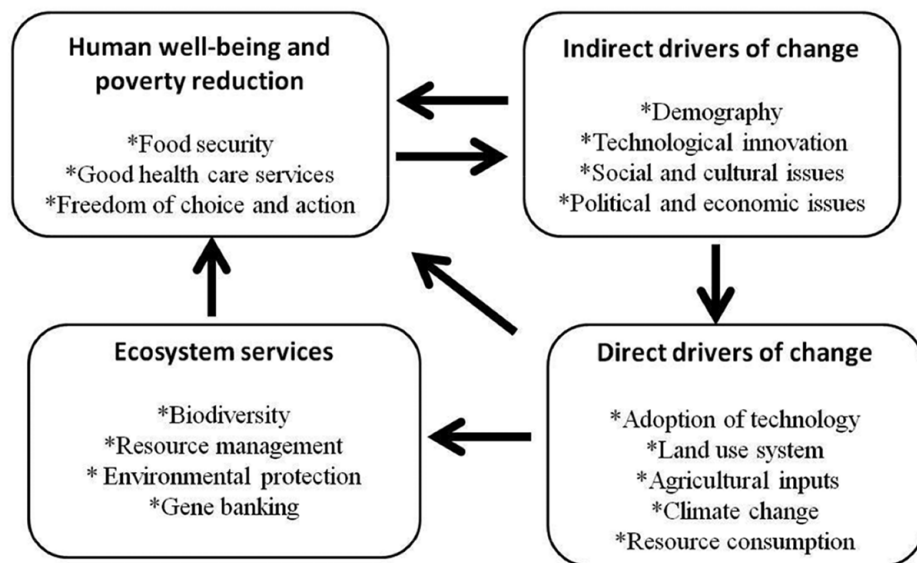 Human well-being and
poverty reduction
*Food security
*Good health care services
*Freedom of choice and action
Indirect drivers of change
*Demography
*Technological innovation
*Social and cultural issues
*Political and economic issues
Ecosystem services
*Biodiversity
*Resource management
* Environmental protection
*Gene banking
Direct drivers of change
*Adoption of technology
*Land use system
*Agricultural inputs
*Climate change
*Resource consumption